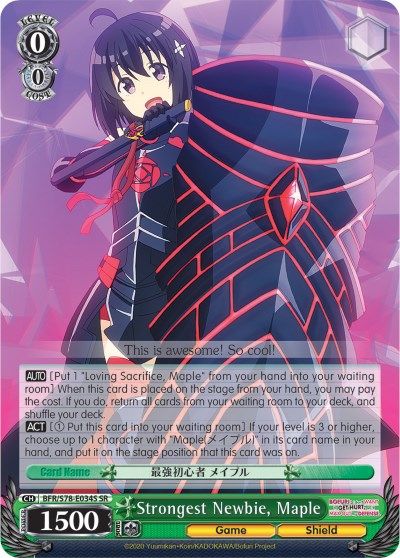 LEVEL
0
0
COST
This is awesome! So cool!
AUTO [Put 1 "Loving Sacrifice, Maple" from your hand into your waiting
room] When this card is placed on the stage from your hand, you may pay
the cost. If you do, return all cards from your waiting room to your deck, and
shuffle your deck.
ACT [① Put this card into your waiting room] If your level is 3 or higher,
choose up to 1 character with "Maple(メイプル)" in its card name in your
hand, and put it on the stage position that this card was on.
Card Name 最強初心者 メイプル
CD BFR/S78-E034S SR
1500
Strongest Newbie, Maple
Game Shield
©2020 Yuumikan・Koin/KADOKAWA/Bofuri Project